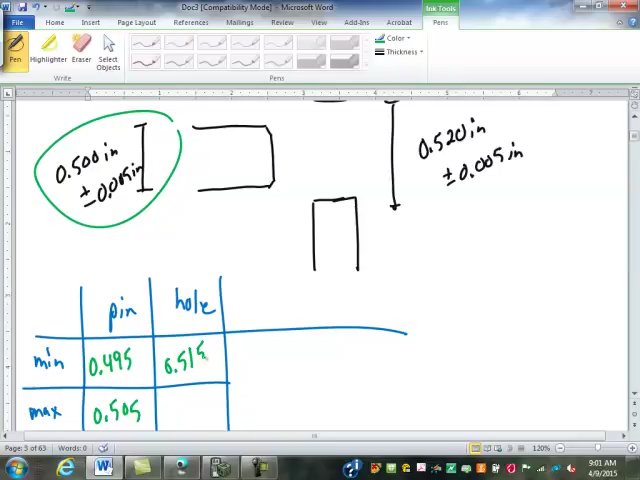 Doc3 [Compatibility Mode] - Microsoft Word
Ink Tools
File
Home
Insert
Page Layout
References
Mailings
Review
View
Add-Ins
Acrobat
Pens
Pen
Highlighter
Eraser
Select Objects
Color
Thickness
Write
Pens
0.500 in
± 0.005 in
0.520 in
± 0.005 in
pin
hole
min
0.495
0.515
max
0.505
Page: 3 of 63
Words: 0
120%
9:01 AM
4/9/2015